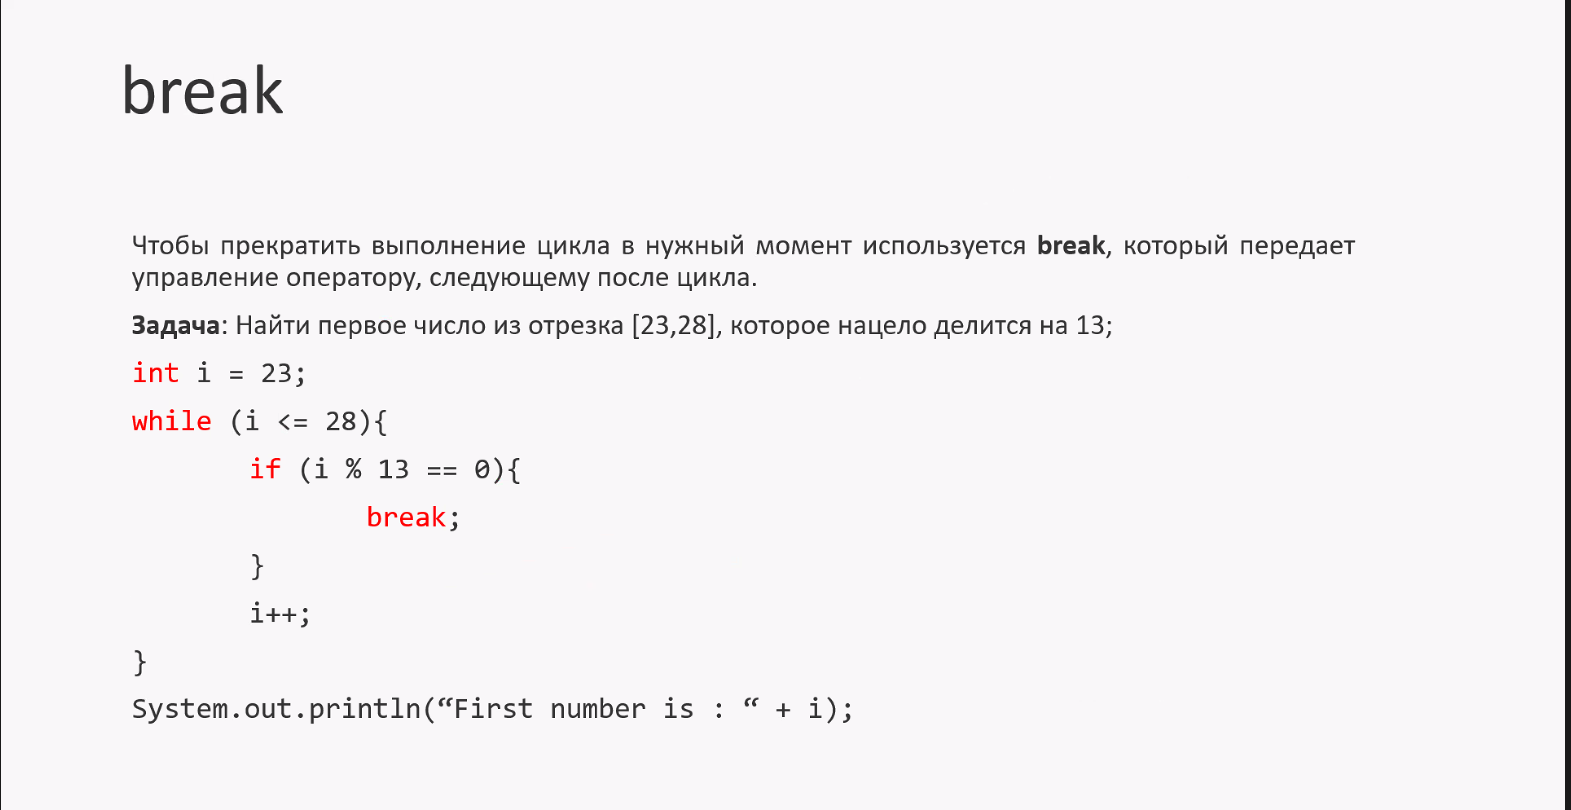 break
Чтобы прекратить выполнение цикла в нужный момент используется break, который передает
управление оператору, следующему после цикла.
Задача: Найти первое число из отрезка [23,28], которое нацело делится на 13;
int i = 23;
while (i <= 28){
if (i % 13 == 0){
break;
}
i++;
}
System.out.println(“First number is : “ + i);